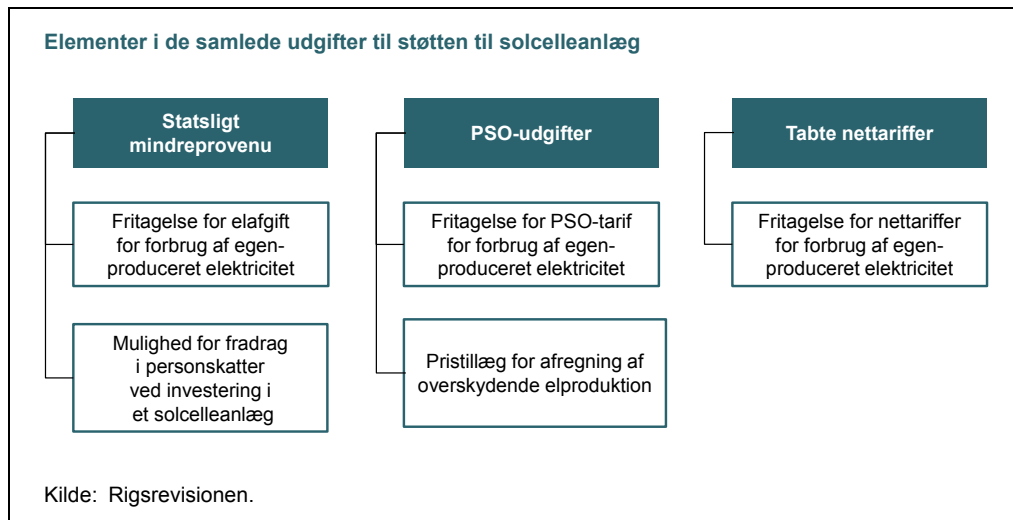 Elementer i de samlede udgifter til støtten til solcelleanlæg
Statsligt
mindreprovenu
Fritagelse for elafgift
for forbrug af egen-
produceret elektricitet
Mulighed for fradrag
i personskatter
ved investering i
et solcelleanlæg
PSO-udgifter
Fritagelse for PSO-tarif
for forbrug af egen-
produceret elektricitet
Pristillæg for afregning af
overskydende elproduktion
Tabte nettariffer
Fritagelse for nettariffer
for forbrug af egen-
produceret elektricitet
Kilde: Rigsrevisionen.